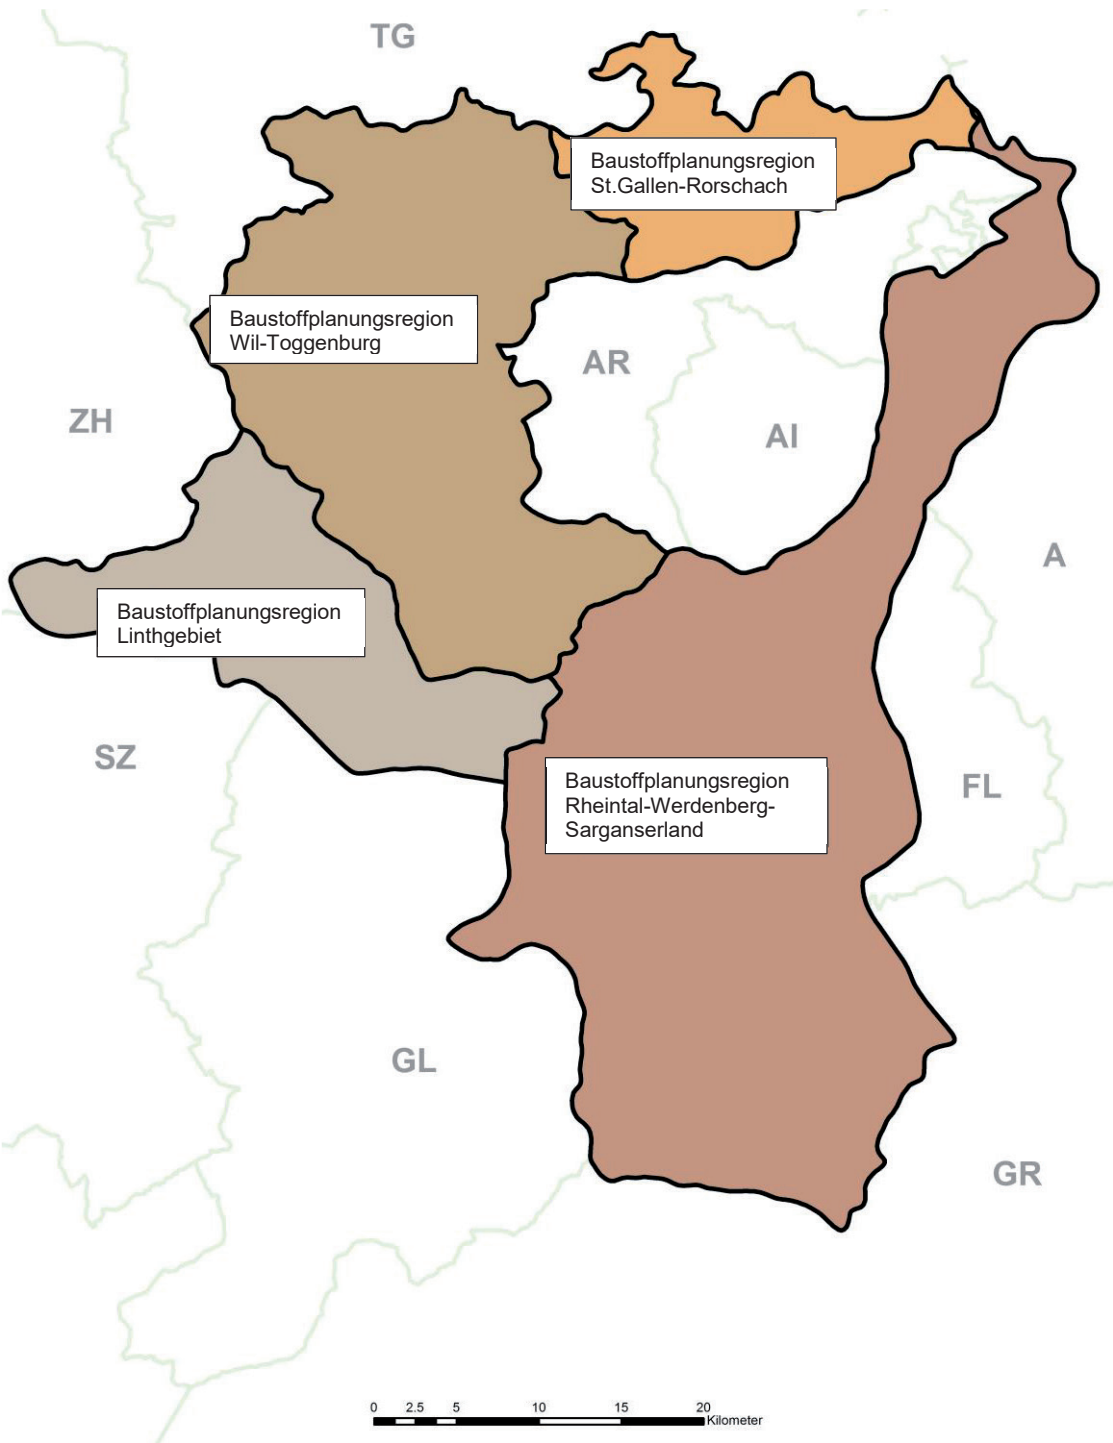 TG
Baustoffplanungsregion
St.Gallen-Rorschach
Baustoffplanungsregion
Wil-Toggenburg
AR
ZH
AI
A
Baustoffplanungsregion
Linthgebiet
SZ
Baustoffplanungsregion
Rheintal-Werdenberg-
Sarganserland
FL
GL
GR
0 2.5 5 10 15 20
Kilometer